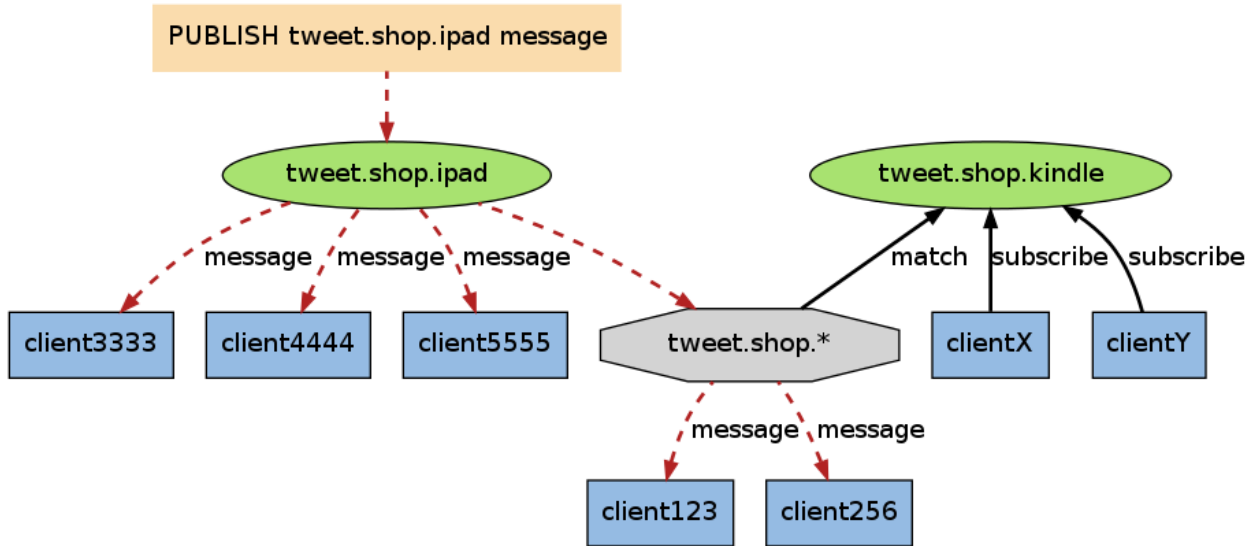 PUBLISH tweet.shop.ipad message
tweet.shop.ipad
tweet.shop.kindle
message
message
message
match
subscribe
subscribe
client3333
client4444
client5555
tweet.shop.*
clientX
clientY
message
message
client123
client256